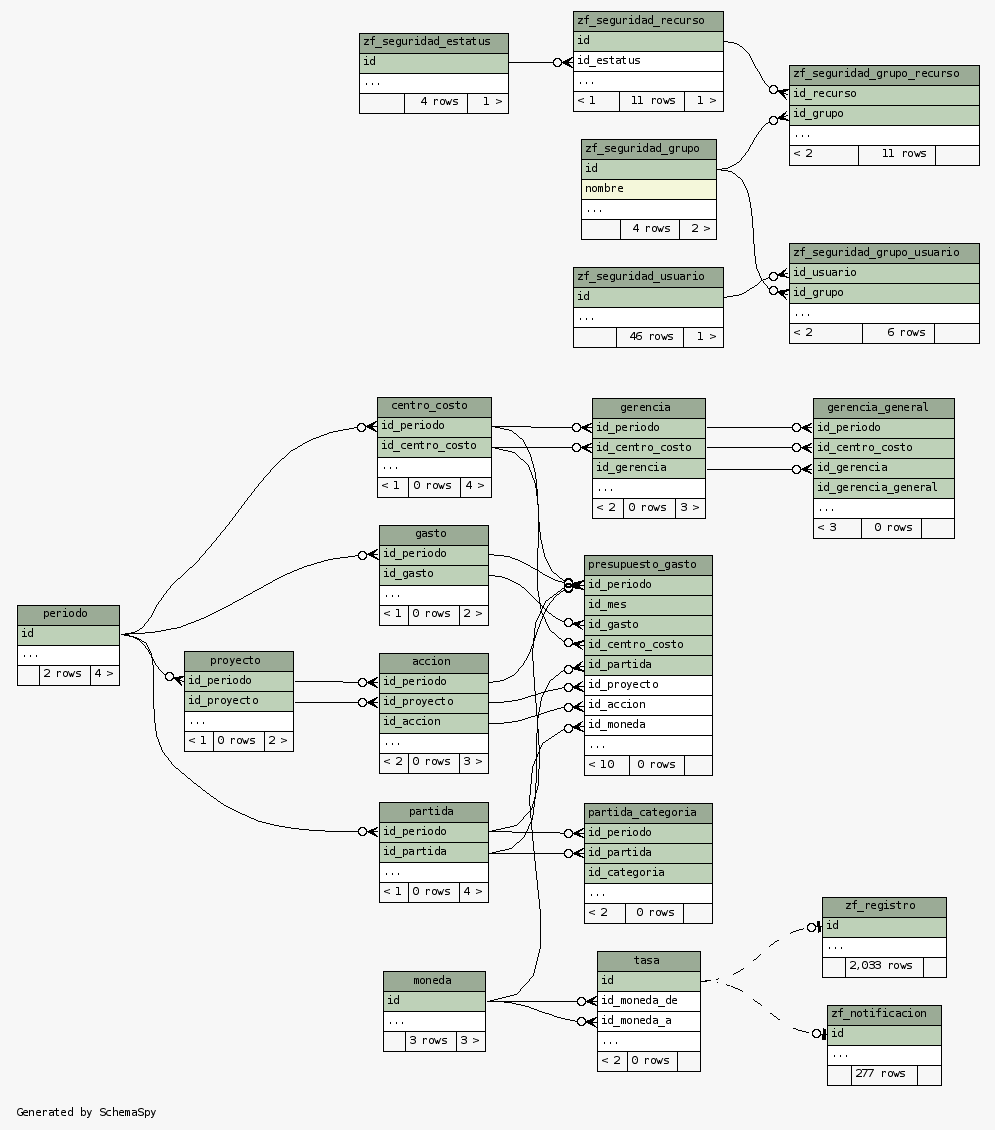 zf_seguridad_estatus
id
...
4 rows 1 >
zf_seguridad_recurso
id
id_estatus
...
< 1 11 rows 1 >
zf_seguridad_grupo_recurso
id_recurso
id_grupo
...
< 2 11 rows
zf_seguridad_grupo
id
nombre
...
4 rows 2 >
zf_seguridad_usuario
id
...
46 rows 1 >
zf_seguridad_grupo_usuario
id_usuario
id_grupo
...
< 2 6 rows
centro_costo
id_periodo
id_centro_costo
...
< 1 0 rows 4 >
gerencia
id_periodo
id_centro_costo
id_gerencia
...
< 2 0 rows 3 >
gerencia_general
id_periodo
id_centro_costo
id_gerencia
id_gerencia_general
...
< 3 0 rows
gasto
id_periodo
id_gasto
...
< 1 0 rows 2 >
presupuesto_gasto
id_periodo
id_mes
id_gasto
id_centro_costo
id_partida
id_proyecto
id_accion
id_moneda
...
< 10 0 rows
periodo
id
...
2 rows 4 >
proyecto
id_periodo
id_proyecto
...
< 1 0 rows 2 >
accion
id_periodo
id_proyecto
id_accion
...
< 2 0 rows 3 >
partida
id_periodo
id_partida
...
< 1 0 rows 4 >
partida_categoria
id_periodo
id_partida
id_categoria
...
< 2 0 rows
zf_registro
id
...
2,033 rows
moneda
id
...
3 rows 3 >
tasa
id
id_moneda_de
id_moneda_a
...
< 2 0 rows
zf_notificacion
id
...
277 rows
Generated by SchemaSpy